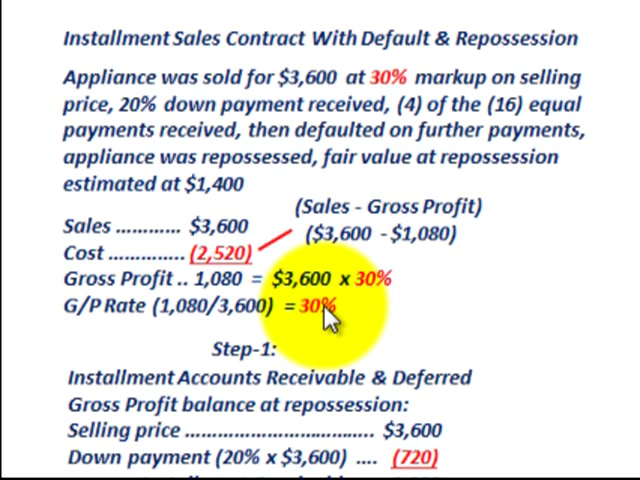 Installment Sales Contract With Default & Repossession
Appliance was sold for $3,600 at 30% markup on selling
price, 20% down payment received, (4) of the (16) equal
payments received, then defaulted on further payments,
appliance was repossessed, fair value at repossession
estimated at $1,400
(Sales - Gross Profit)
Sales ............ $3,600
($3,600 - $1,080)
Cost .............. (2,520)
Gross Profit .. 1,080 = $3,600 x 30%
G/P Rate (1,080/3,600) = 30%
Step-1:
Installment Accounts Receivable & Deferred
Gross Profit balance at repossession:
Selling price ................................... $3,600
Down payment (20% x $3,600) .... (720)